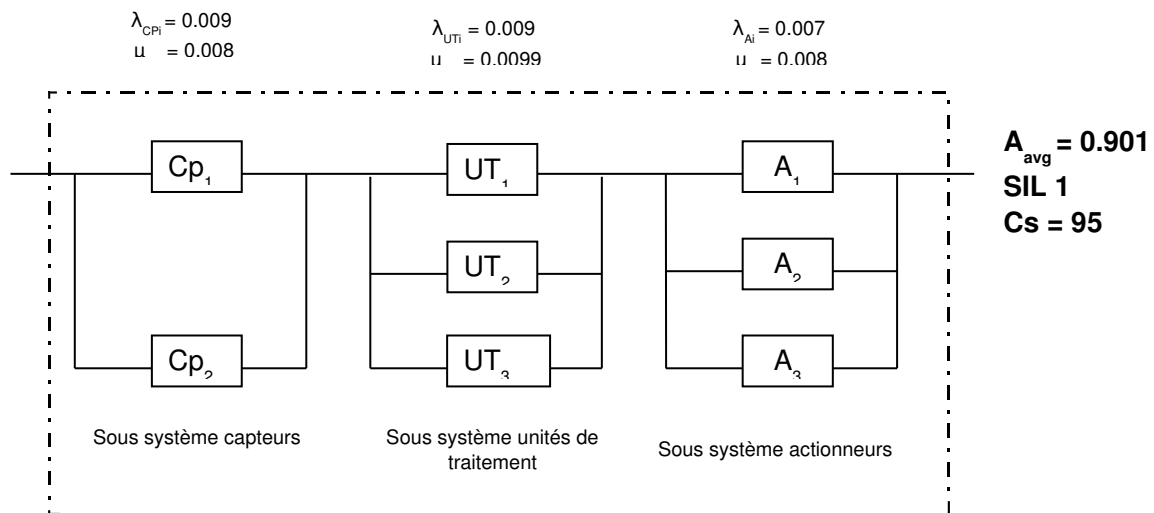 λCPi = 0.009
μ = 0.008
λUTi = 0.009
μ = 0.0099
λAi = 0.007
μ = 0.008
Cp1
UT1
A1
Aavg = 0.901
SIL 1
Cs = 95
UT2
A2
Cp2
UT3
A3
Sous système capteurs
Sous système unités de
traitement
Sous système actionneurs